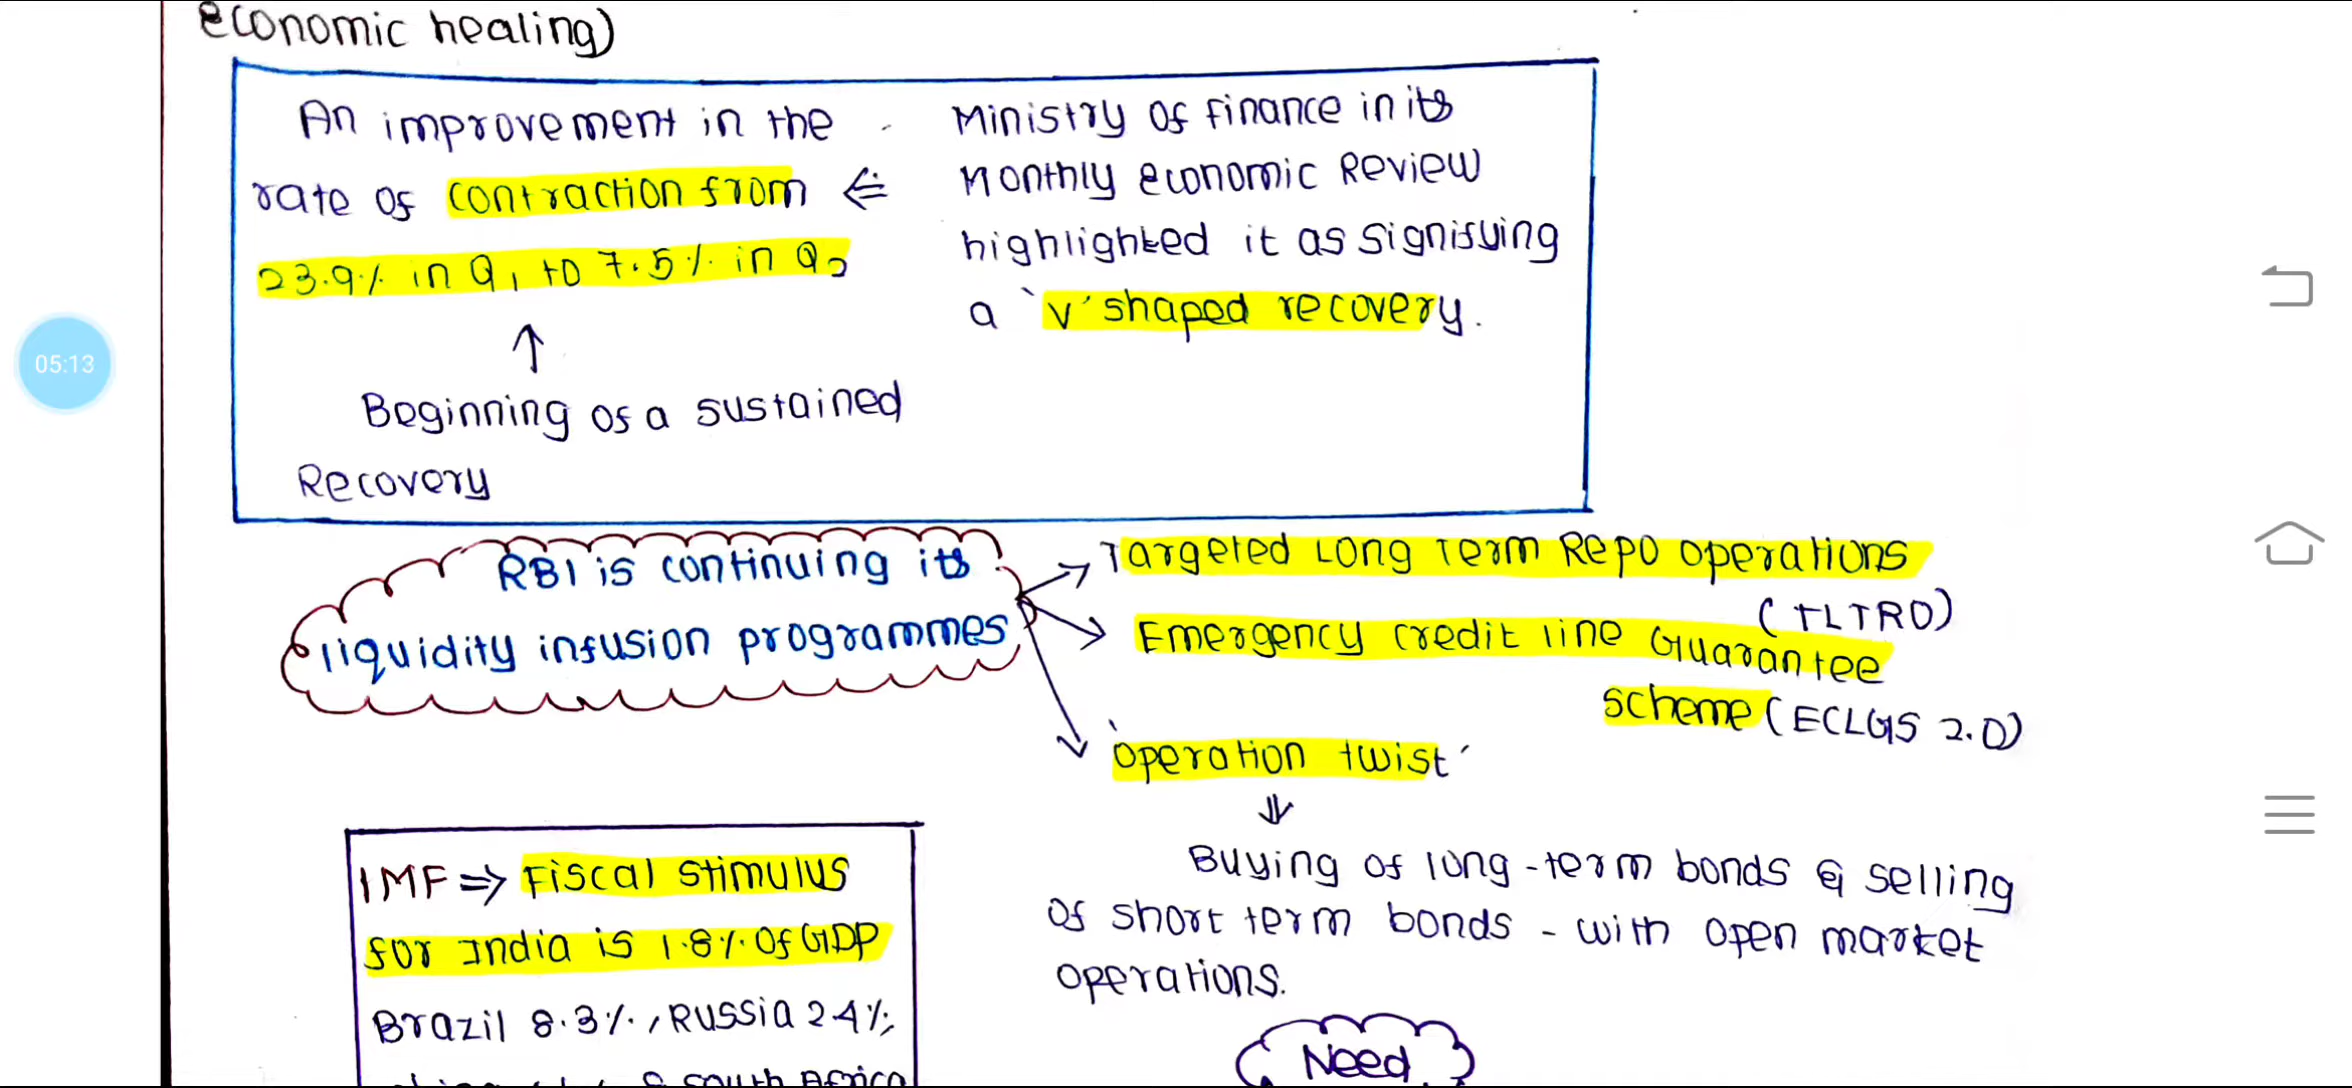 economic healing)
An improvement in the
rate of contraction from ⇐
23.9% in Q1 to 7.5% in Q2
↑
Beginning of a sustained
Recovery
Ministry of Finance in its
Monthly economic Review
highlighted it as signifying
a 'v' shaped recovery.
05:13
RBI is continuing its
liquidity infusion programmes
Targeted Long Term Repo operations
(TLTRO)
Emergency credit line Guarantee
scheme (ECLGS 2.0)
'operation twist'
⇓
Buying of long-term bonds & selling
of short term bonds - with open market
operations.
IMF ⇒ Fiscal stimulus
for India is 1.8% of GDP
Brazil 8.3%, Russia 2.4%,
& south Africa
Need